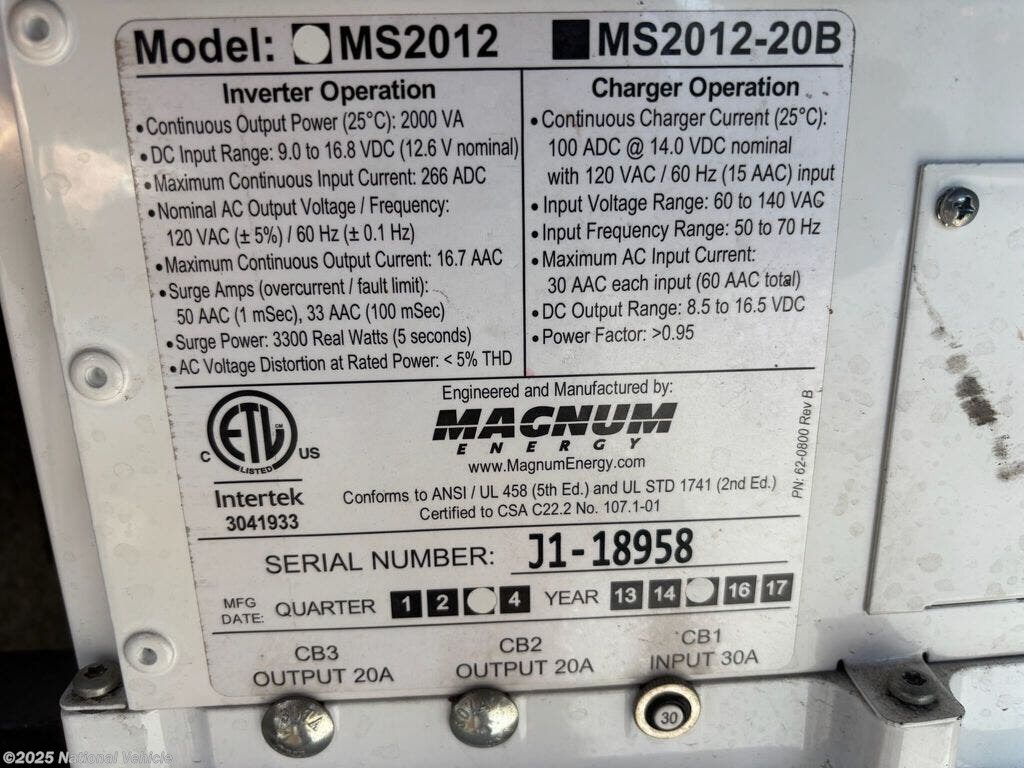 Model: MS2012 MS2012-20B
Inverter Operation
• Continuous Output Power (25°C): 2000 VA
• DC Input Range: 9.0 to 16.8 VDC (12.6 V nominal)
• Maximum Continuous Input Current: 266 ADC
• Nominal AC Output Voltage / Frequency:
120 VAC (± 5%) / 60 Hz (± 0.1 Hz)
• Maximum Continuous Output Current: 16.7 AAC
• Surge Amps (overcurrent / fault limit):
50 AAC (1 mSec), 33 AAC (100 mSec)
• Surge Power: 3300 Real Watts (5 seconds)
• AC Voltage Distortion at Rated Power: < 5% THD
Charger Operation
• Continuous Charger Current (25°C):
100 ADC @ 14.0 VDC nominal
with 120 VAC / 60 Hz (15 AAC) input
• Input Voltage Range: 60 to 140 VAC
• Input Frequency Range: 50 to 70 Hz
• Maximum AC Input Current:
30 AAC each input (60 AAC total)
• DC Output Range: 8.5 to 16.5 VDC
• Power Factor: >0.95
C ETL CM US
LISTED
Intertek
3041933
Engineered and Manufactured by:
MAGNUM
ENERGY
www.MagnumEnergy.com
Conforms to ANSI / UL 458 (5th Ed.) and UL STD 1741 (2nd Ed.)
Certified to CSA C22.2 No. 107.1-01
PN: 62-0800 Rev B
SERIAL NUMBER: J1-18958
MFG DATE: QUARTER 1 2 4 YEAR 13 14 16 17
CB3
OUTPUT 20A
CB2
OUTPUT 20A
CB1
INPUT 30A
30
©2025 National Vehicle